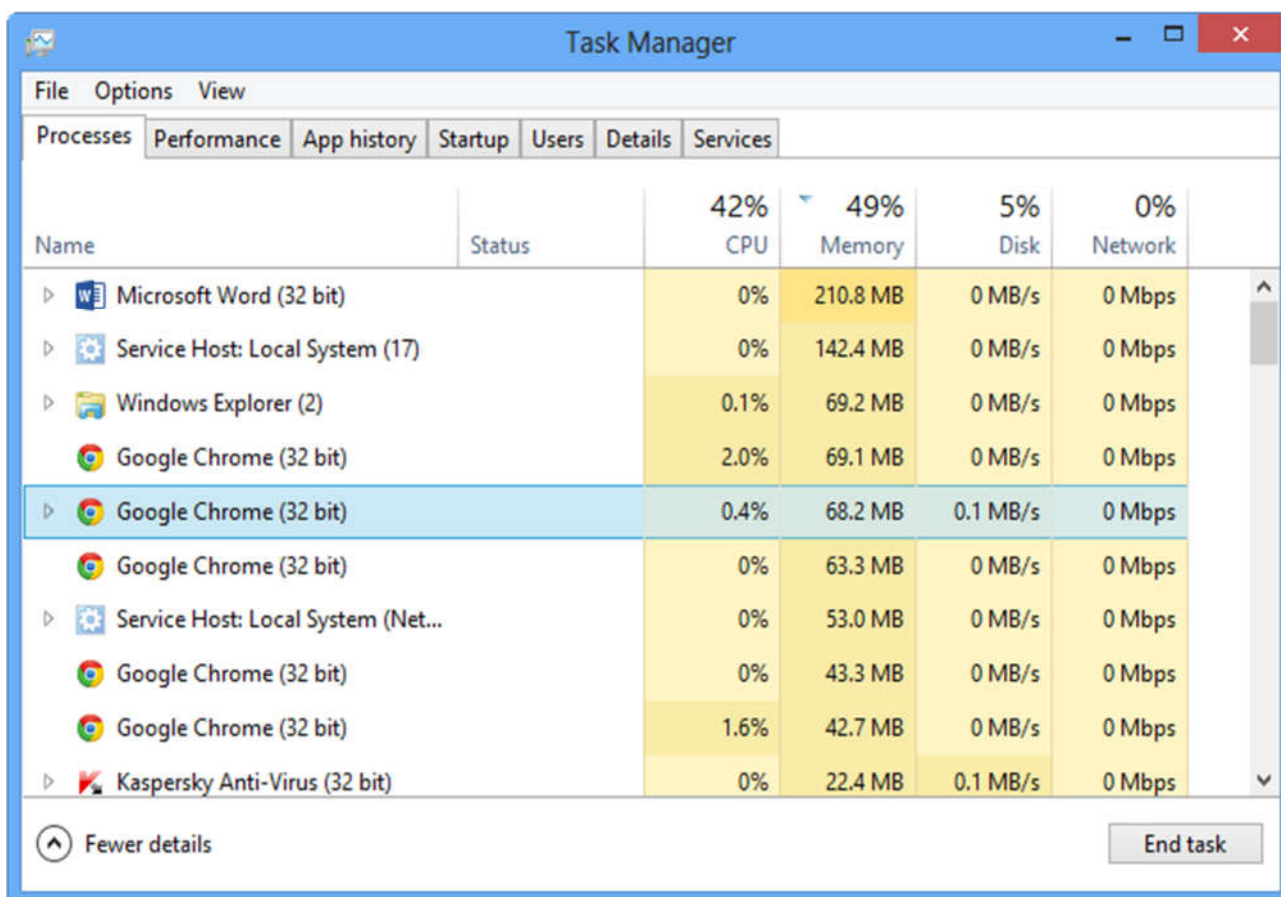 Task Manager
File Options View
Processes Performance App history Startup Users Details Services
42% 49% 5% 0%
Name Status CPU Memory Disk Network
Microsoft Word (32 bit) 0% 210.8 MB 0 MB/s 0 Mbps
Service Host: Local System (17) 0% 142.4 MB 0 MB/s 0 Mbps
Windows Explorer (2) 0.1% 69.2 MB 0 MB/s 0 Mbps
Google Chrome (32 bit) 2.0% 69.1 MB 0 MB/s 0 Mbps
Google Chrome (32 bit) 0.4% 68.2 MB 0.1 MB/s 0 Mbps
Google Chrome (32 bit) 0% 63.3 MB 0 MB/s 0 Mbps
Service Host: Local System (Net... 0% 53.0 MB 0 MB/s 0 Mbps
Google Chrome (32 bit) 0% 43.3 MB 0 MB/s 0 Mbps
Google Chrome (32 bit) 1.6% 42.7 MB 0 MB/s 0 Mbps
Kaspersky Anti-Virus (32 bit) 0% 22.4 MB 0.1 MB/s 0 Mbps
Fewer details End task